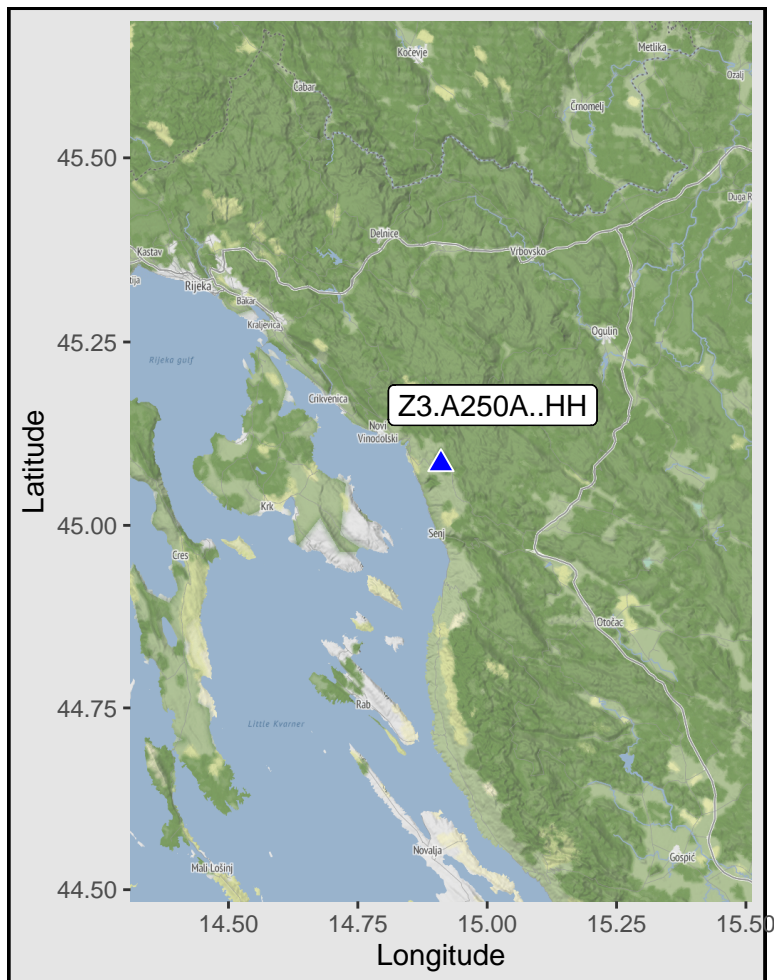 Kočevje
Metlika
Ozalj
Čabar
Črnomelj
45.50
Duga R
Delnice
Kastav
Vrbovsko
tija
Rijeka
Bakar
Kraljevica
45.25
Ogulin
Rijeka gulf
Crikvenica
Z3.A250A..HH
Novi
Vinodolski
Latitude
Krk
45.00
Senj
Cres
Otočac
44.75
Rab
Little Kvarner
Novalja
Gospić
Mali Lošinj
44.50
14.50
14.75
15.00
15.25
15.50
Longitude